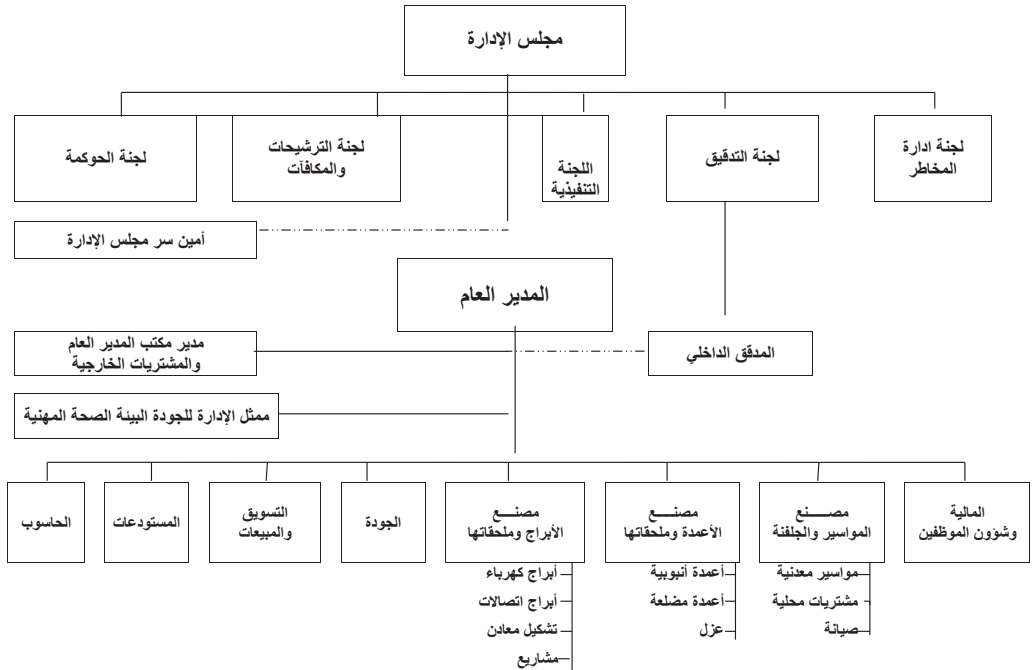 مجلس الإدارة
لجنة ادارة
المخاطر
لجنة التدقيق
اللجنة
التنفيذية
لجنة الترشيحات
والمكافآت
لجنة الحوكمة
أمين سر مجلس الإدارة
المدير العام
المدقق الداخلي
مدير مكتب المدير العام
والمشتريات الخارجية
ممثل الإدارة للجودة البيئة الصحة المهنية
المالية
وشؤون الموظفين
مصـــــنع
المواسير والجلفنة
مواسير معدنية
مشتريات محلية
صيانة
مصنــــع
الأعمدة وملحقاتها
أعمدة أنبوبية
أعمدة مضلعة
عزل
مصنــــع
الأبراج وملحقاتها
أبراج كهرباء
أبراج اتصالات
تشكيل معادن
مشاريع
الجودة
التسويق
والمبيعات
المستودعات
الحاسوب